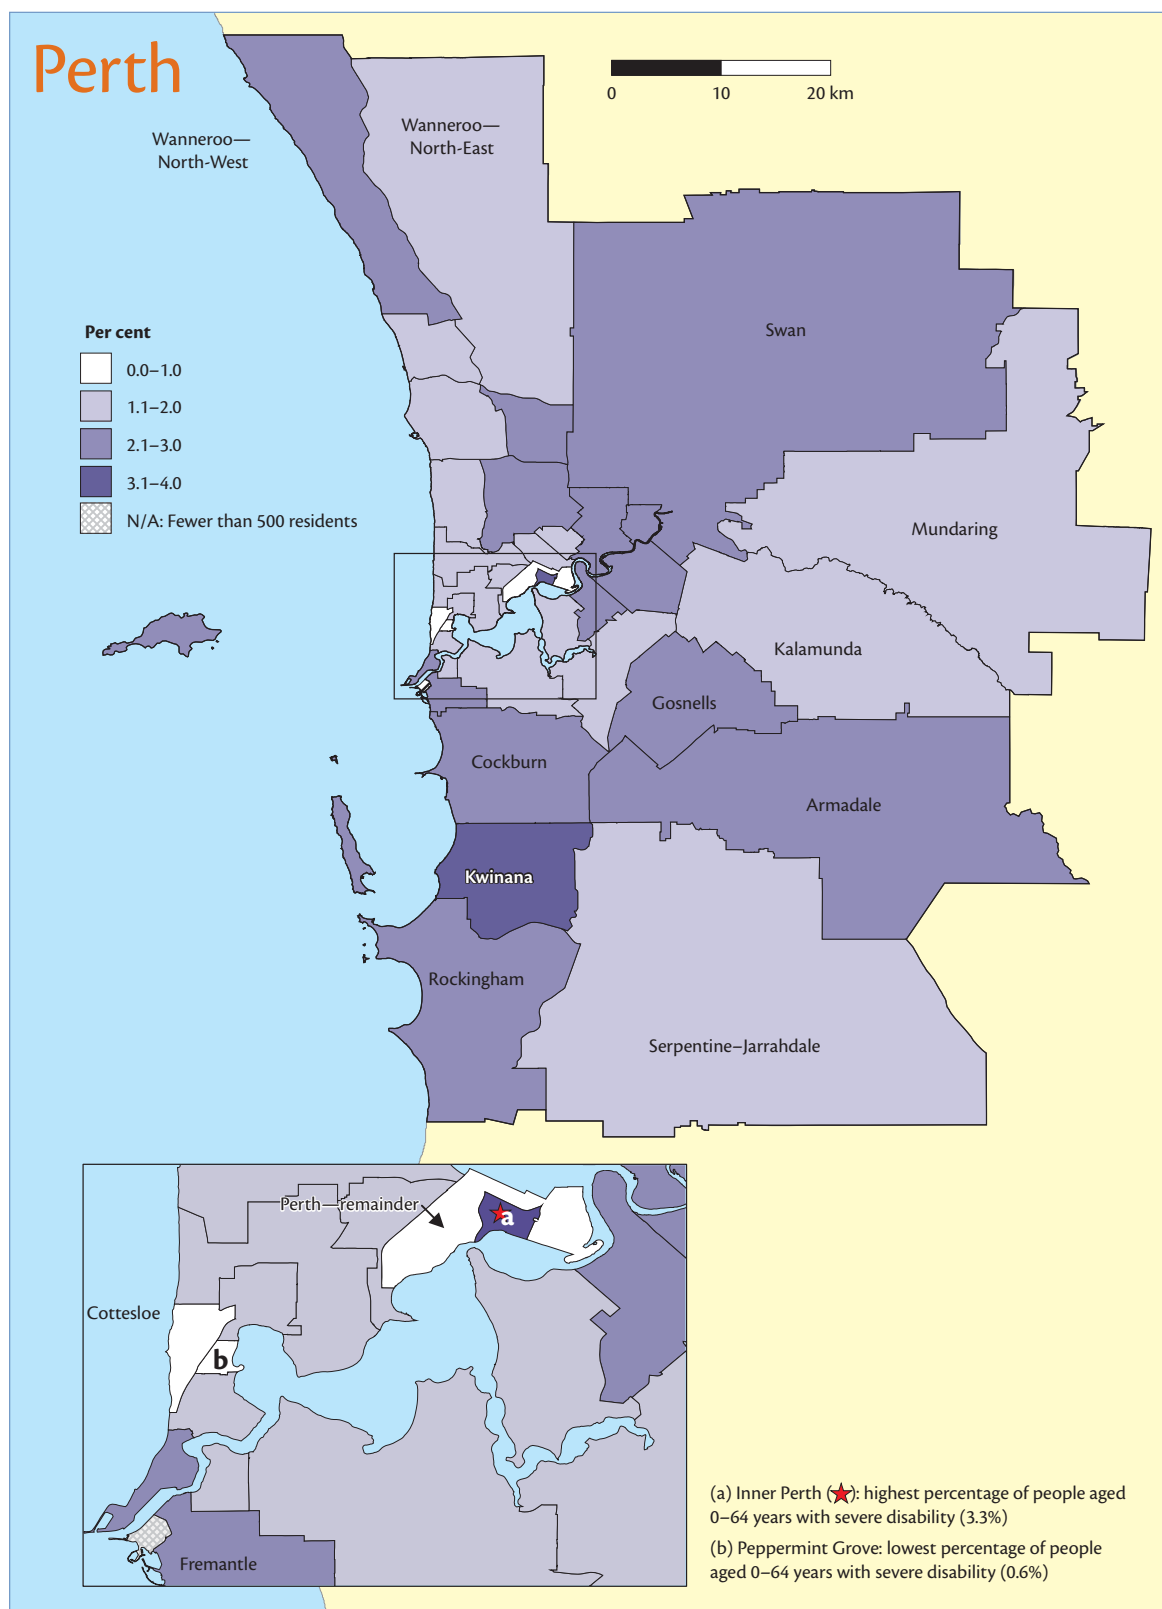 Perth
0 10 20 km
Wanneroo—
North-West
Wanneroo—
North-East
Swan
Per cent
0.0–1.0
1.1–2.0
2.1–3.0
3.1–4.0
N/A: Fewer than 500 residents
Mundaring
Kalamunda
Gosnells
Cockburn
Armadale
Kwinana
Rockingham
Serpentine–Jarrahdale
Perth—remainder
a
Cottesloe
b
Fremantle
(a) Inner Perth (★): highest percentage of people aged
0–64 years with severe disability (3.3%)
(b) Peppermint Grove: lowest percentage of people
aged 0–64 years with severe disability (0.6%)